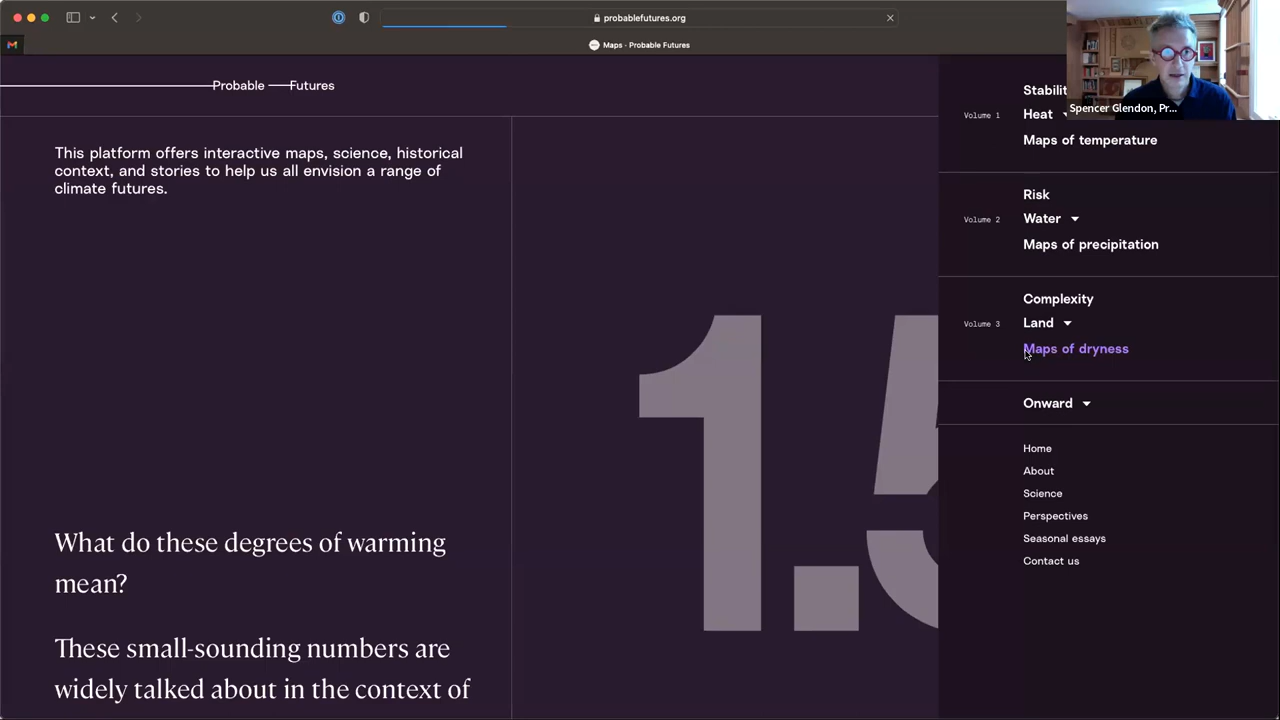 probablefutures.org
Maps - Probable Futures
Probable Futures
This platform offers interactive maps, science, historical
context, and stories to help us all envision a range of
climate futures.
What do these degrees of warming
mean?
These small-sounding numbers are
widely talked about in the context of
1.5
Volume 1
Heat
Maps of temperature
Risk
Volume 2
Water
Maps of precipitation
Complexity
Volume 3
Land
Maps of dryness
Onward
Home
About
Science
Perspectives
Seasonal essays
Contact us
Spencer Glendon, Pr...